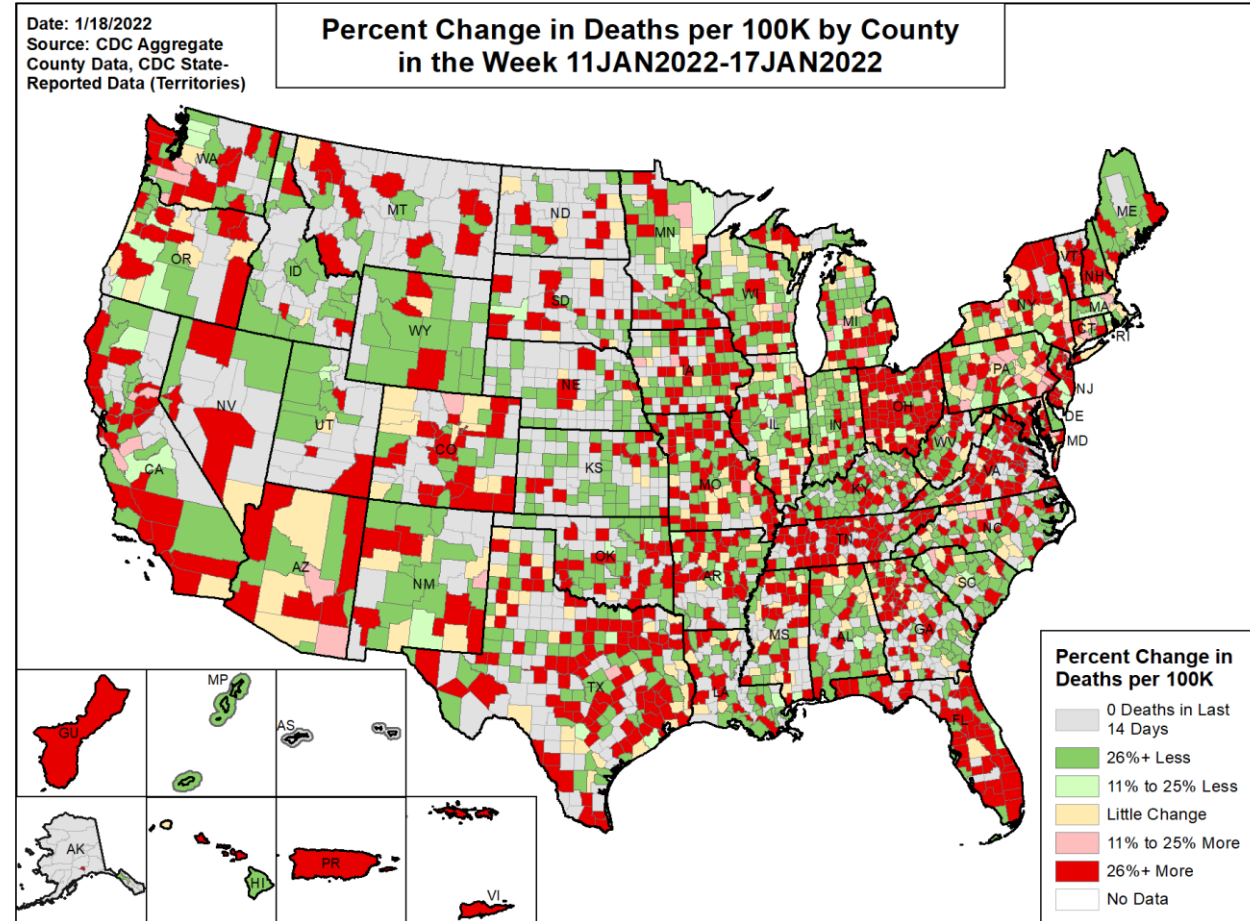 Date: 1/18/2022
Source: CDC Aggregate
County Data, CDC State-
Reported Data (Territories)
Percent Change in Deaths per 100K by County
in the Week 11JAN2022-17JAN2022
WA
MT
ND
MN
ME
OR
ID
SD
WI
MI
NY
VT
NH
MA
CT
RI
WY
NE
IA
PA
NJ
NV
UT
CO
KS
IL
IN
OH
WV
DE
MD
CA
MO
KY
VA
AZ
NM
OK
AR
TN
NC
SC
TX
LA
MS
AL
GA
FL
GU
MP
AS
AK
HI
PR
VI
Percent Change in
Deaths per 100K
0 Deaths in Last
14 Days
26%+ Less
11% to 25% Less
Little Change
11% to 25% More
26%+ More
No Data